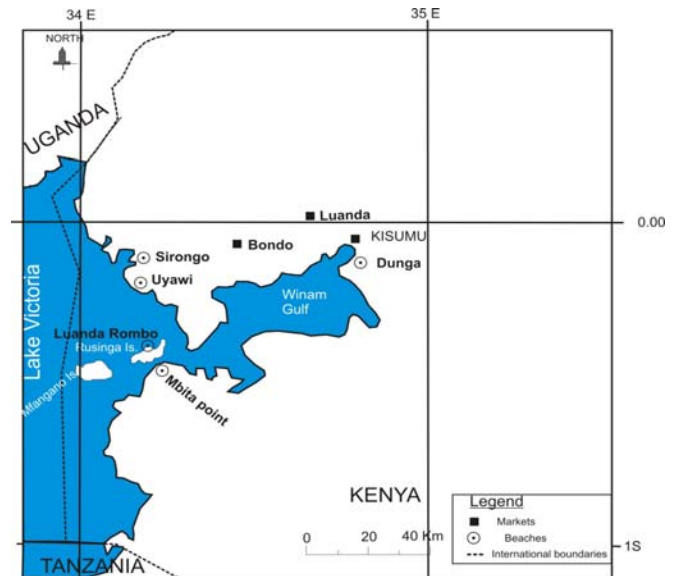 34 E
35 E
NORTH
UGANDA
Luanda
0.00
Bondo
KISUMU
Sirongo
Dunga
Uyawi
Lake Victoria
Winam
Gulf
Luanda Rombo
Rusinga Is.
Mfangano Is.
Mbita point
KENYA
Legend
Markets
Beaches
International boundaries
0 20 40 Km
1S
TANZANIA